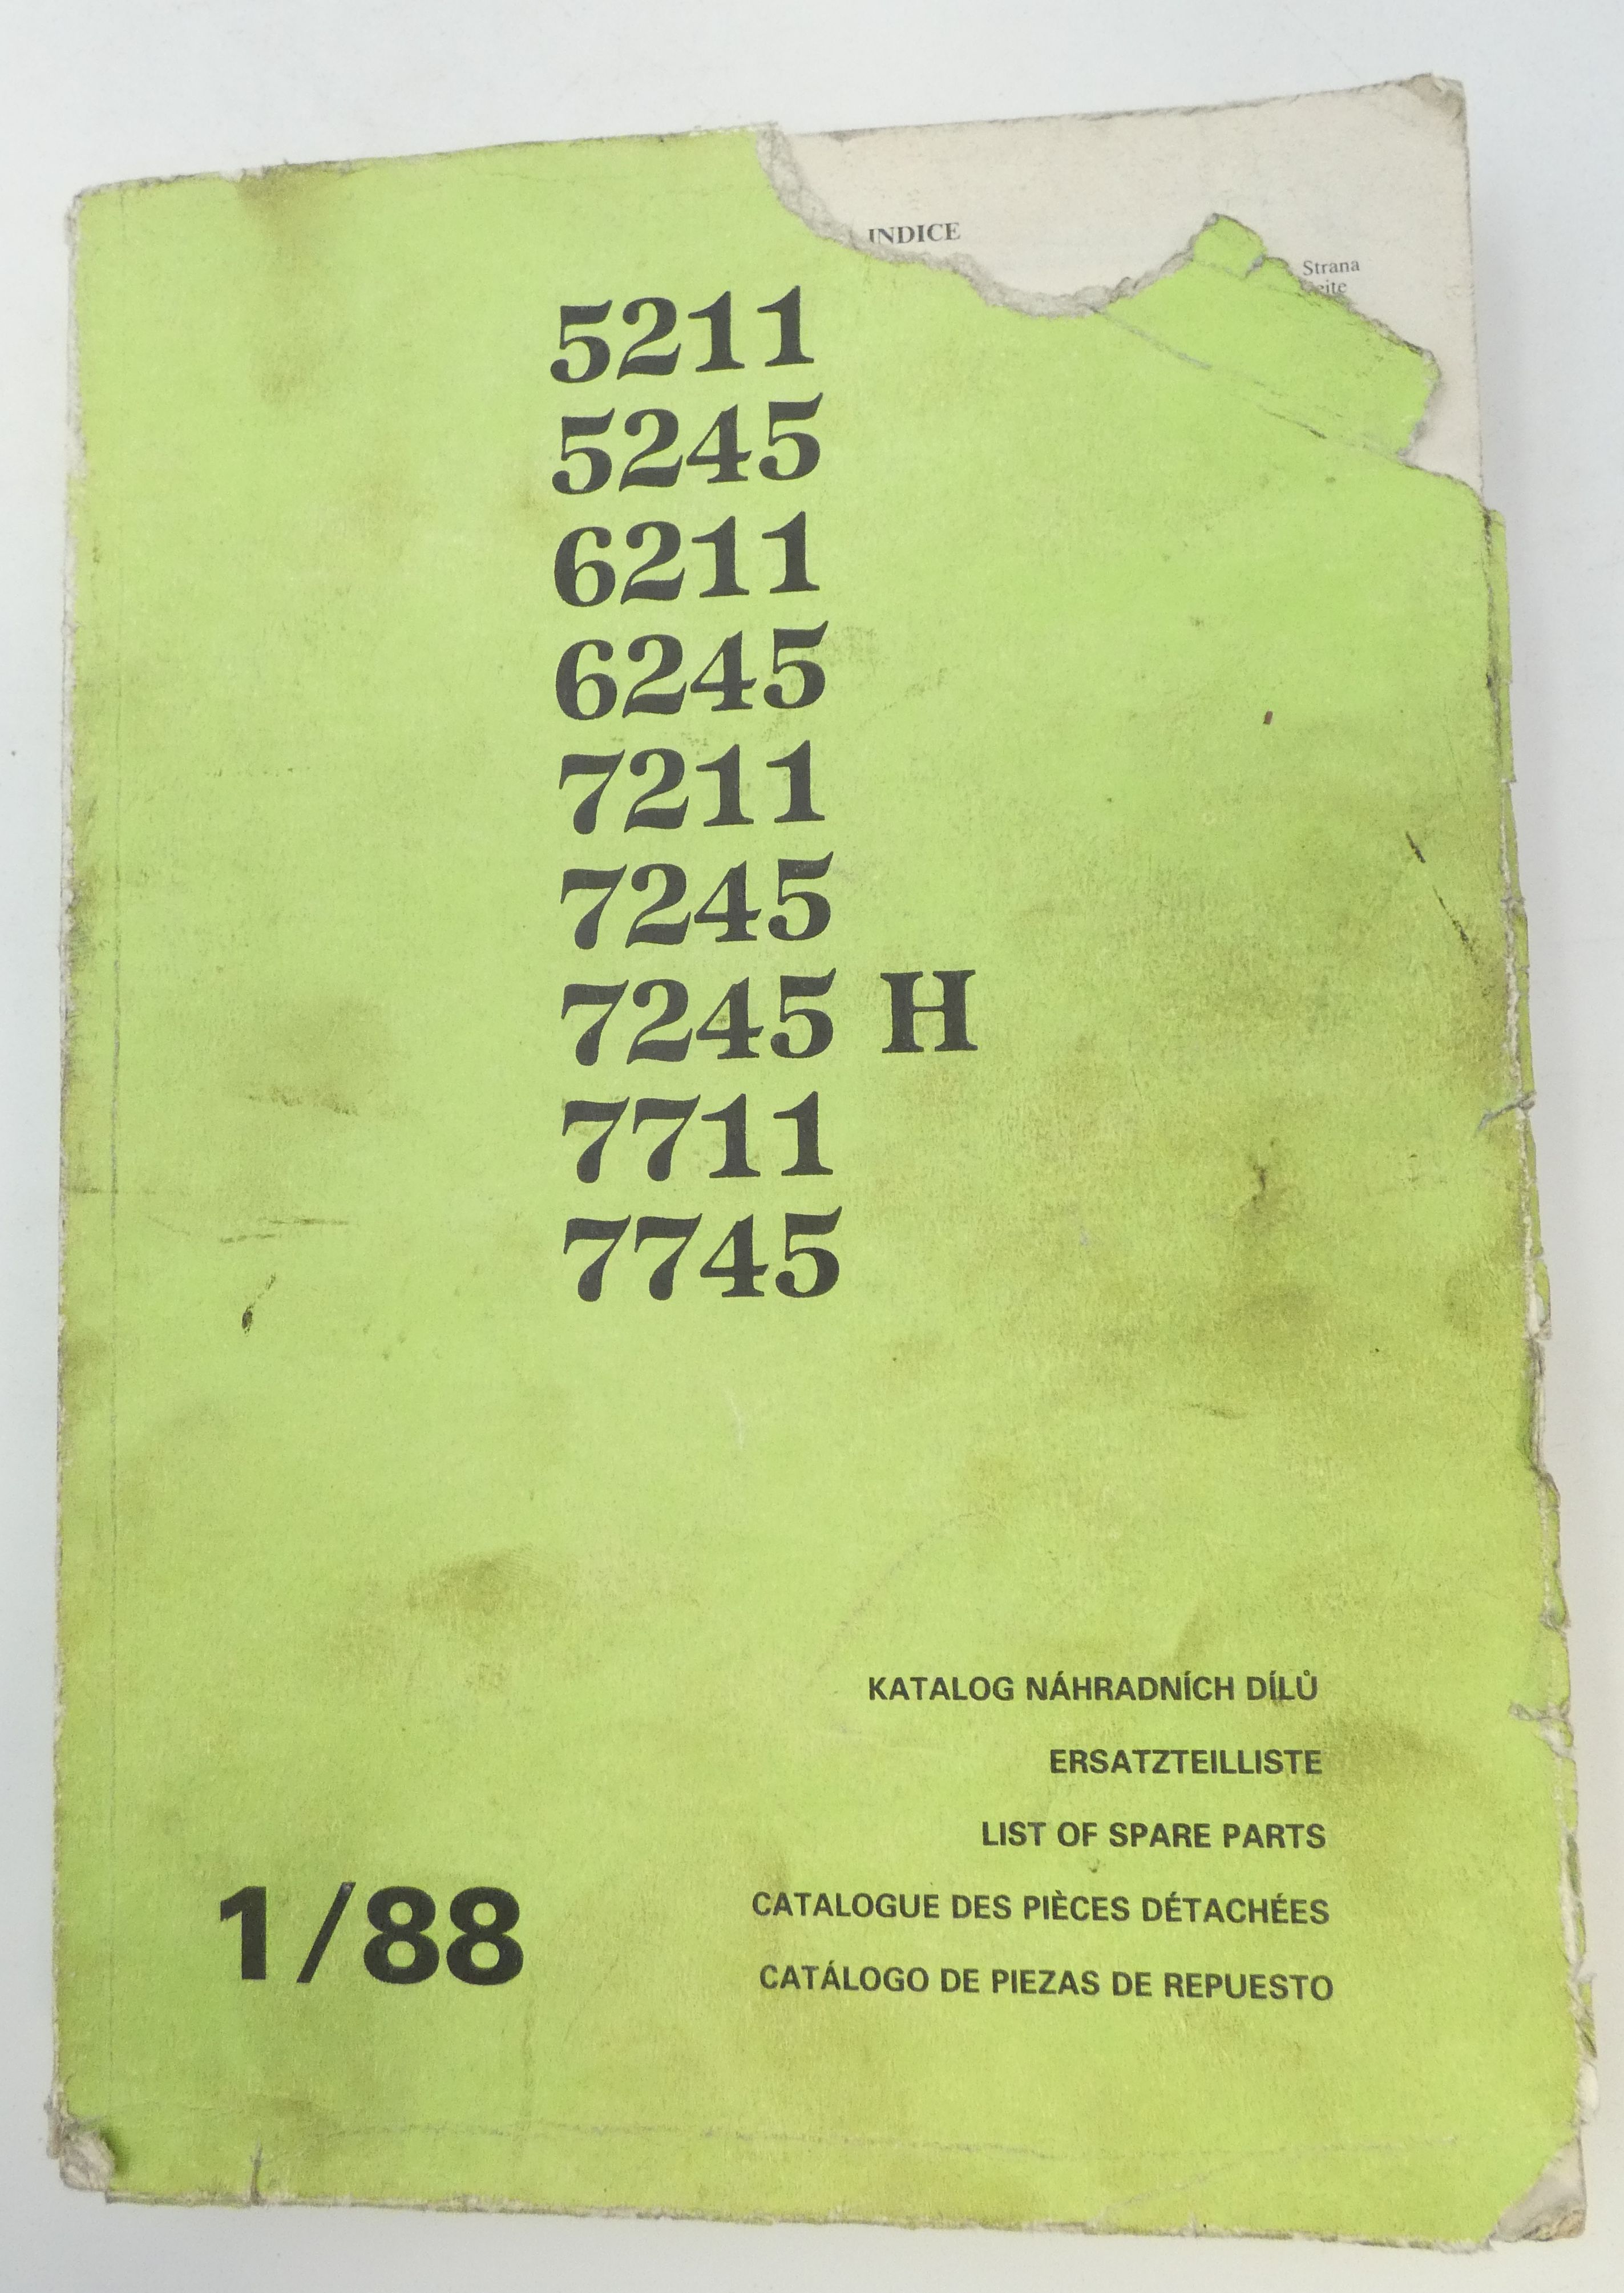 INDICE
Strana
5211
5245
6211
6245
7211
7245
7245 H
7711
7745
KATALOG NÁHRADNÍCH DÍLŮ
ERSATZTEILLISTE
LIST OF SPARE PARTS
1/88
CATALOGUE DES PIÈCES DÉTACHÉES
CATÁLOGO DE PIEZAS DE REPUESTO